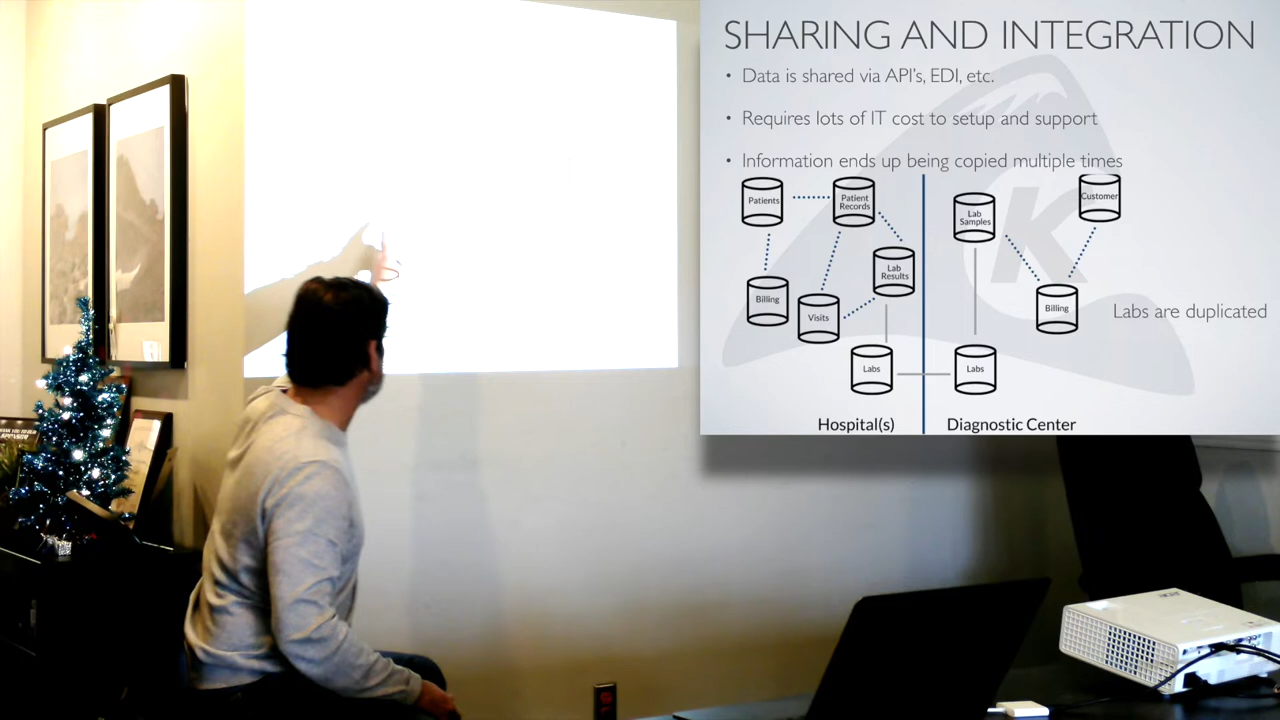 SHARING AND INTEGRATION
• Data is shared via API's, EDI, etc.
• Requires lots of IT cost to setup and support
• Information ends up being copied multiple times
Patients
Patient
Records
Lab
Samples
Customer
Lab
Results
Billing
Visits
Billing
Labs are duplicated
Labs
Labs
Hospital(s)
Diagnostic Center
K
acer